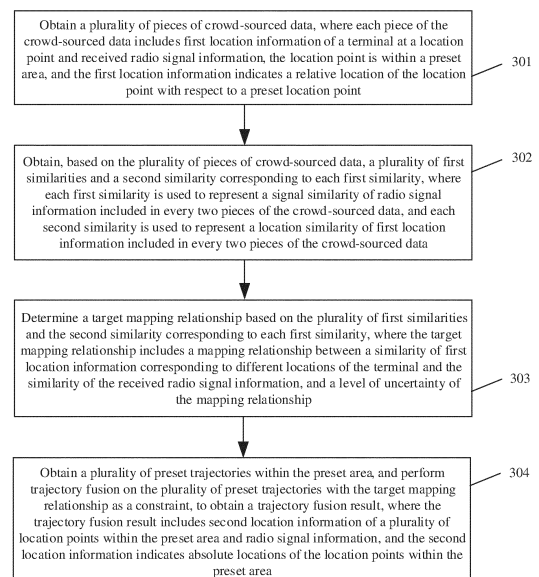 Obtain a plurality of pieces of crowd-sourced data, where each piece of the
crowd-sourced data includes first location information of a terminal at a location
point and received radio signal information, the location point is within a preset
area, and the first location information indicates a relative location of the location
point with respect to a preset location point
301
Obtain, based on the plurality of pieces of crowd-sourced data, a plurality of first
similarities and a second similarity corresponding to each first similarity, where
each first similarity is used to represent a signal similarity of radio signal
information included in every two pieces of the crowd-sourced data, and each
second similarity is used to represent a location similarity of first location
information included in every two pieces of the crowd-sourced data
302
Determine a target mapping relationship based on the plurality of first similarities
and the second similarity corresponding to each first similarity, where the target
mapping relationship includes a mapping relationship between a similarity of first
location information corresponding to different locations of the terminal and the
similarity of the received radio signal information, and a level of uncertainty of
the mapping relationship
303
Obtain a plurality of preset trajectories within the preset area, and perform
trajectory fusion on the plurality of preset trajectories with the target mapping
relationship as a constraint, to obtain a trajectory fusion result, where the
trajectory fusion result includes second location information of a plurality of
location points within the preset area and radio signal information, and the second
location information indicates absolute locations of the location points within the
preset area
304